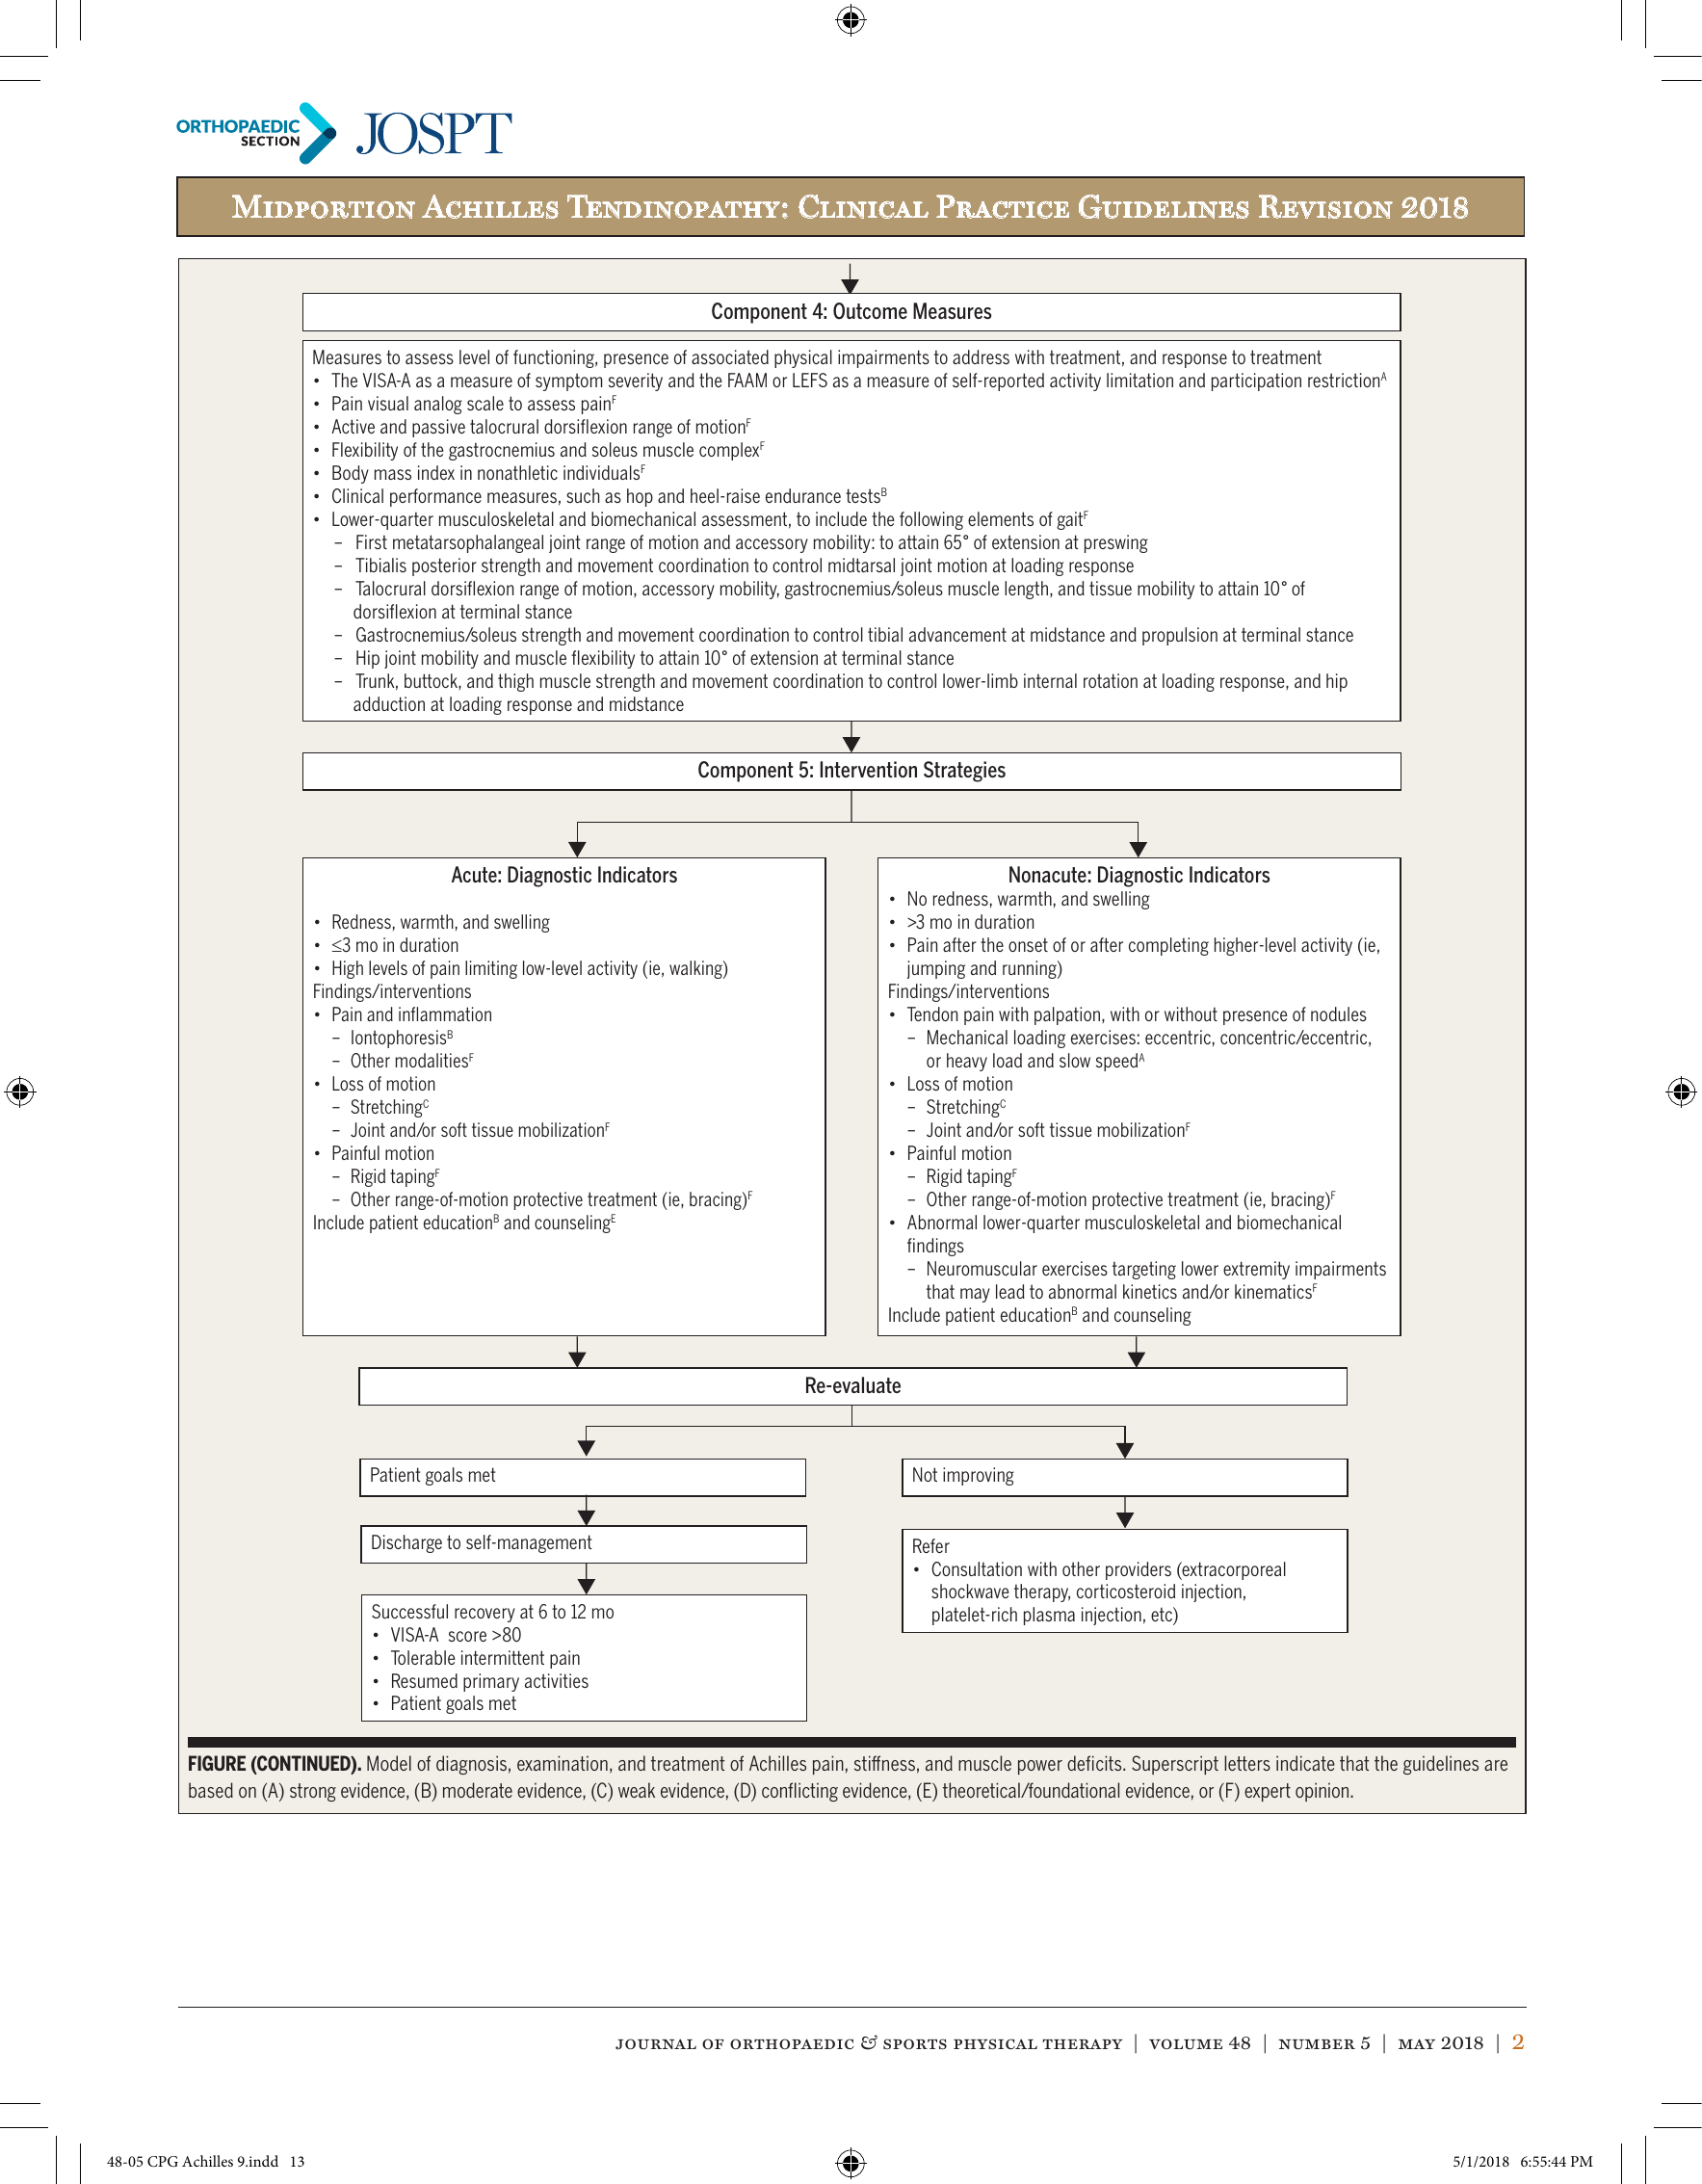 ORTHOPAEDIC
SECTION
JOSPT
Midportion Achilles Tendinopathy: Clinical Practice Guidelines Revision 2018
Component 4: Outcome Measures
Measures to assess level of functioning, presence of associated physical impairments to address with treatment, and response to treatment
• The VISA-A as a measure of symptom severity and the FAAM or LEFS as a measure of self-reported activity limitation and participation restrictionA
• Pain visual analog scale to assess painF
• Active and passive talocrural dorsiflexion range of motionF
• Flexibility of the gastrocnemius and soleus muscle complexF
• Body mass index in nonathletic individualsF
• Clinical performance measures, such as hop and heel-raise endurance testsB
• Lower-quarter musculoskeletal and biomechanical assessment, to include the following elements of gaitF
– First metatarsophalangeal joint range of motion and accessory mobility: to attain 65° of extension at preswing
– Tibialis posterior strength and movement coordination to control midtarsal joint motion at loading response
– Talocrural dorsiflexion range of motion, accessory mobility, gastrocnemius/soleus muscle length, and tissue mobility to attain 10° of
dorsiflexion at terminal stance
– Gastrocnemius/soleus strength and movement coordination to control tibial advancement at midstance and propulsion at terminal stance
– Hip joint mobility and muscle flexibility to attain 10° of extension at terminal stance
– Trunk, buttock, and thigh muscle strength and movement coordination to control lower-limb internal rotation at loading response, and hip
adduction at loading response and midstance
Component 5: Intervention Strategies
Acute: Diagnostic Indicators
• Redness, warmth, and swelling
• ≤3 mo in duration
• High levels of pain limiting low-level activity (ie, walking)
Findings/interventions
• Pain and inflammation
– IontophoresisB
– Other modalitiesF
• Loss of motion
– StretchingC
– Joint and/or soft tissue mobilizationF
• Painful motion
– Rigid tapingF
– Other range-of-motion protective treatment (ie, bracing)F
Include patient educationB and counselingE
Nonacute: Diagnostic Indicators
• No redness, warmth, and swelling
• >3 mo in duration
• Pain after the onset of or after completing higher-level activity (ie,
jumping and running)
Findings/interventions
• Tendon pain with palpation, with or without presence of nodules
– Mechanical loading exercises: eccentric, concentric/eccentric,
or heavy load and slow speedA
• Loss of motion
– StretchingC
– Joint and/or soft tissue mobilizationF
• Painful motion
– Rigid tapingF
– Other range-of-motion protective treatment (ie, bracing)F
• Abnormal lower-quarter musculoskeletal and biomechanical
findings
– Neuromuscular exercises targeting lower extremity impairments
that may lead to abnormal kinetics and/or kinematicsF
Include patient educationB and counseling
Re-evaluate
Patient goals met
Discharge to self-management
Successful recovery at 6 to 12 mo
• VISA-A score >80
• Tolerable intermittent pain
• Resumed primary activities
• Patient goals met
Not improving
Refer
• Consultation with other providers (extracorporeal
shockwave therapy, corticosteroid injection,
platelet-rich plasma injection, etc)
FIGURE (CONTINUED). Model of diagnosis, examination, and treatment of Achilles pain, stiffness, and muscle power deficits. Superscript letters indicate that the guidelines are
based on (A) strong evidence, (B) moderate evidence, (C) weak evidence, (D) conflicting evidence, (E) theoretical/foundational evidence, or (F) expert opinion.
journal of orthopaedic & sports physical therapy | volume 48 | number 5 | may 2018 | 2
48-05 CPG Achilles 9.indd 13
5/1/2018 6:55:44 PM